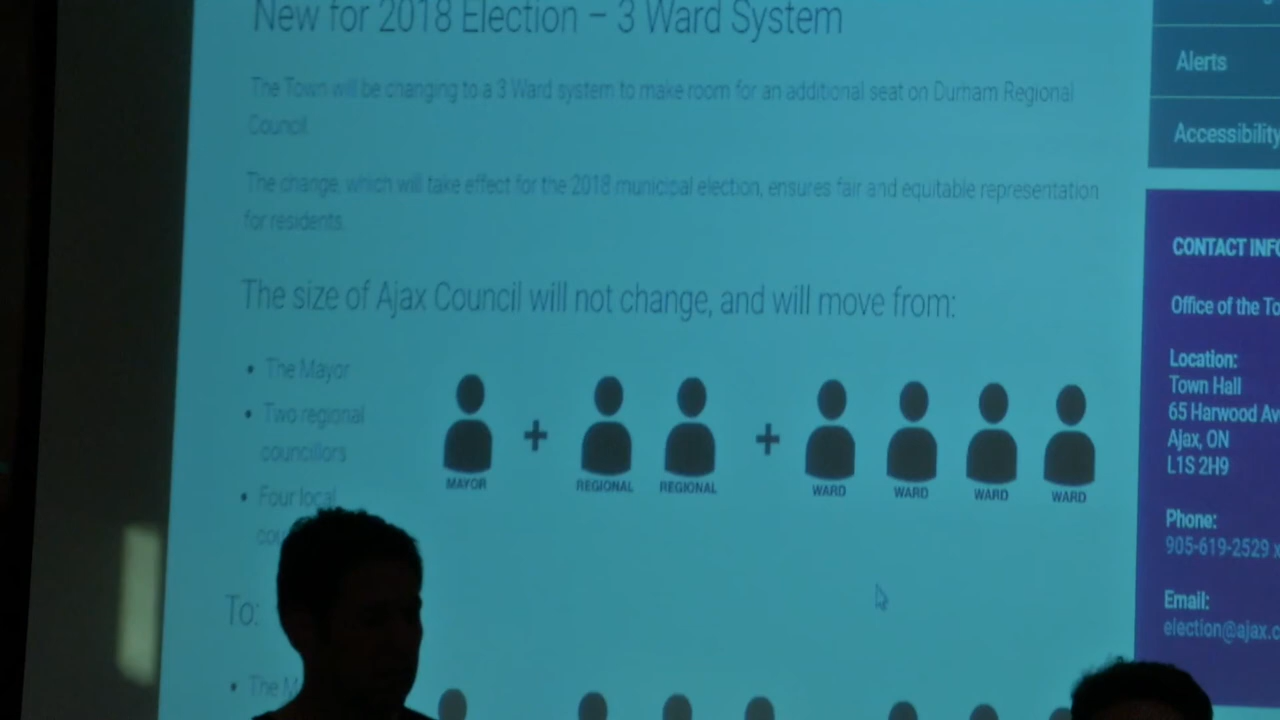 New for 2018 Election – 3 Ward System
The Town will be changing to a 3 Ward system to make room for an additional seat on Durham Regional
Council.
The change, which will take effect for the 2018 municipal election, ensures fair and equitable representation
for residents.
The size of Ajax Council will not change, and will move from:
• The Mayor
• Two regional
councillors
• Four local
MAYOR + REGIONAL REGIONAL + WARD WARD WARD WARD
To:
• The
Alerts
Accessibility
CONTACT
Office of the
Location:
Town Hall
65 Harwood
Ajax, ON
L1S 2H9
Phone:
905-619-2529
Email:
election@ajax.c